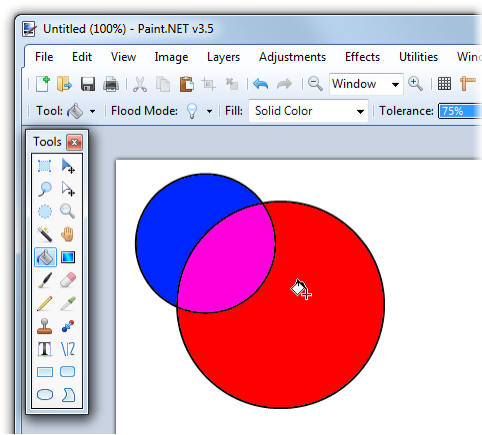 Untitled (100%) - Paint.NET v3.5
File Edit View Image Layers Adjustments Effects Utilities
Window
Tool: Flood Mode: Fill: Solid Color Tolerance: 75%
Tools
T